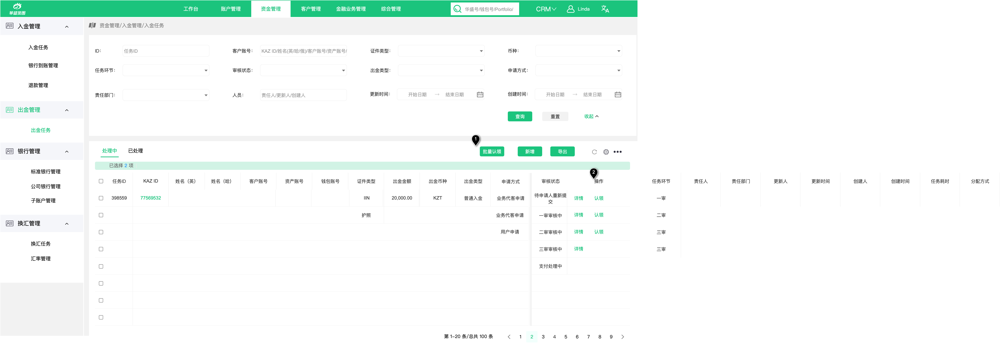 華盛集團
工作台 账户管理 资金管理 客户管理 金融业务管理 综合管理 华盛号/钱包号/Portfolio/ CRM Linda
入金管理
入金任务
银行到账管理
退款管理
出金管理
出金任务
银行管理
标准银行管理
公司银行管理
子账户管理
换汇管理
换汇任务
汇率管理
资金管理/入金管理/入金任务
ID： 任务ID 客户账号： KAZ ID/姓名(英/哈/俄)/客户账号/资产账号/ 证件类型： 币种：
任务环节： 审核状态： 出金类型： 申请方式：
责任部门： 人员： 责任人/更新人/创建人 更新时间： 开始日期 → 结束日期 创建时间： 开始日期 → 结束日期
查询 重置 收起
1
处理中 已处理 批量认领 新增 导出
已选择 2 项
2
任务ID KAZ ID 姓名（英） 姓名（哈） 客户账号 资产账号 钱包账号 证件类型 出金金额 出金币种 出金类型 申请方式 审核状态 操作 任务环节 责任人 责任部门 更新人 更新时间 创建人 创建时间 任务耗时 分配方式
398559 77569532 IIN 20,000.00 KZT 普通入金 业务代客申请 待申请人重新提
交 详情 认领 一审
护照 业务代客申请 一审审核中 详情 认领 二审
用户申请 二审审核中 详情 认领 三审
三审审核中 详情 三审
支付处理中
第 1-20 条/总共 100 条 1 2 3 4 5 6 7 8 9